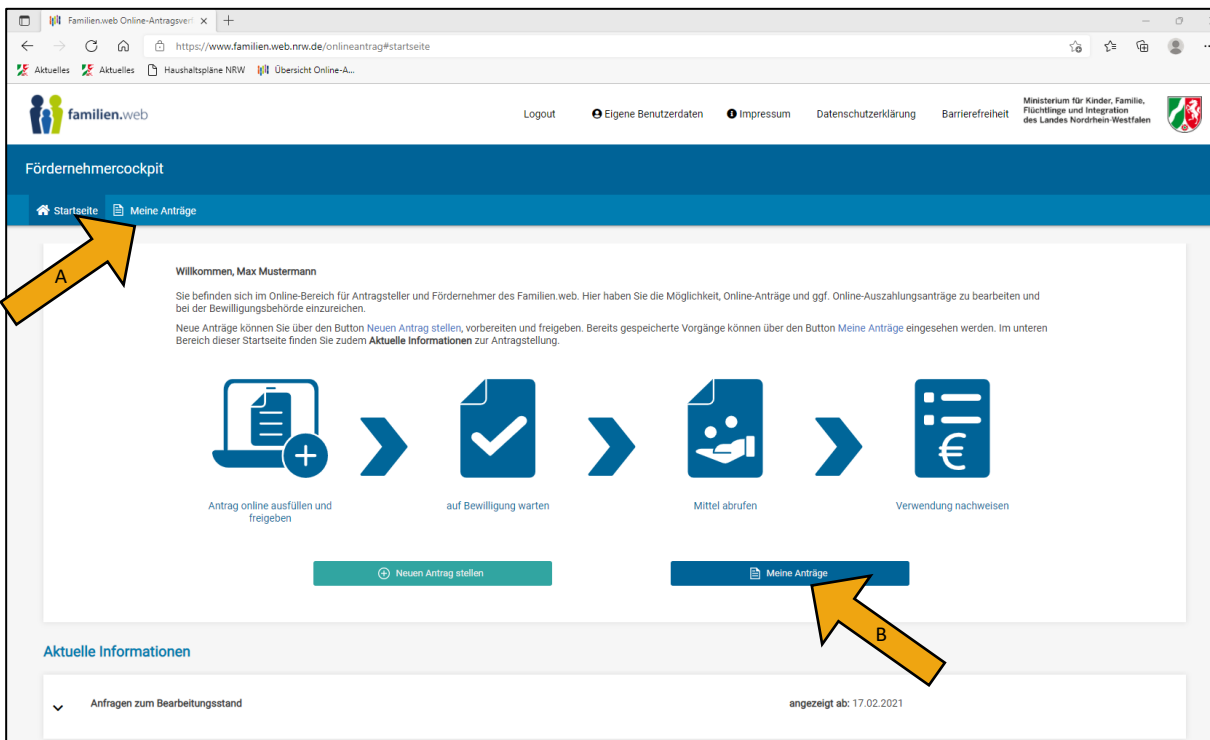 Familien.web Online-Antragsverf
https://www.familien.web.nrw.de/onlineantrag#startseite
Aktuelles Aktuelles Haushaltspläne NRW Übersicht Online-A...
familien.web
Logout Eigene Benutzerdaten Impressum Datenschutzerklärung Barrierefreiheit
Ministerium für Kinder, Familie,
Flüchtlinge und Integration
des Landes Nordrhein-Westfalen
Fördernehmercockpit
Startseite Meine Anträge
A
Willkommen, Max Mustermann
Sie befinden sich im Online-Bereich für Antragsteller und Fördernehmer des Familien.web. Hier haben Sie die Möglichkeit, Online-Anträge und ggf. Online-Auszahlungsanträge zu bearbeiten und
bei der Bewilligungsbehörde einzureichen.
Neue Anträge können Sie über den Button Neuen Antrag stellen, vorbereiten und freigeben. Bereits gespeicherte Vorgänge können über den Button Meine Anträge eingesehen werden. Im unteren
Bereich dieser Startseite finden Sie zudem Aktuelle Informationen zur Antragstellung.
€
Antrag online ausfüllen und
freigeben
auf Bewilligung warten
Mittel abrufen
Verwendung nachweisen
Neuen Antrag stellen
Meine Anträge
B
Aktuelle Informationen
Anfragen zum Bearbeitungsstand angezeigt ab: 17.02.2021